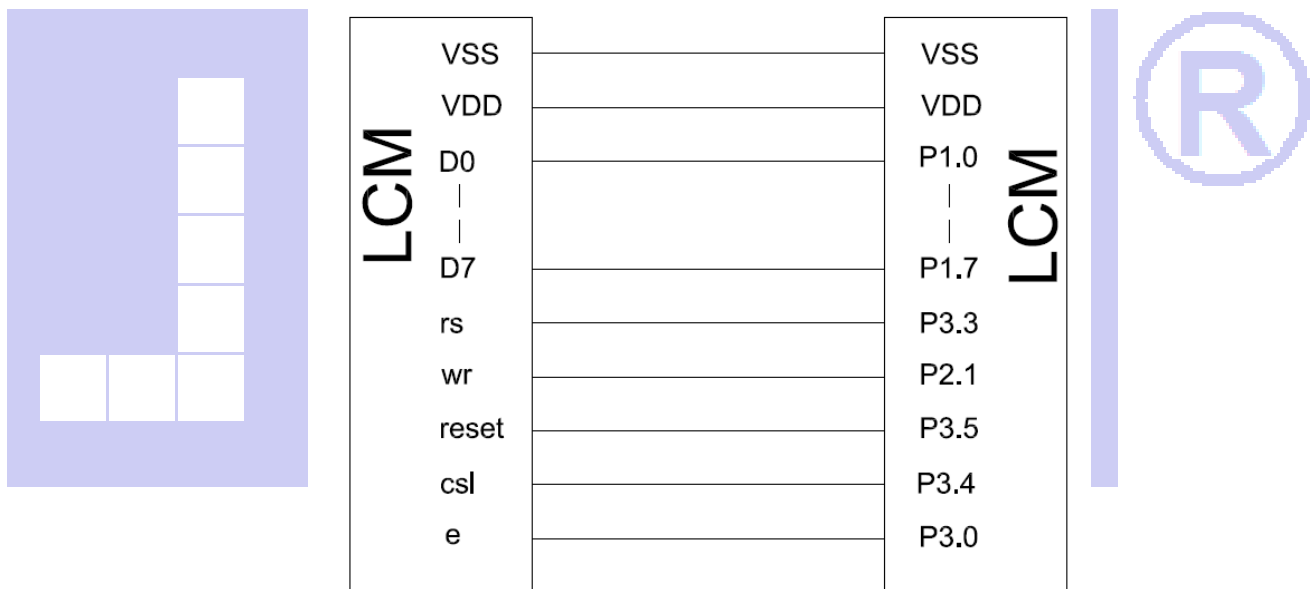 VSS VSS
VDD VDD
D0 P1.0
D7 P1.7
LCM LCM
rs P3.3
wr P2.1
reset P3.5
csl P3.4
e P3.0
®